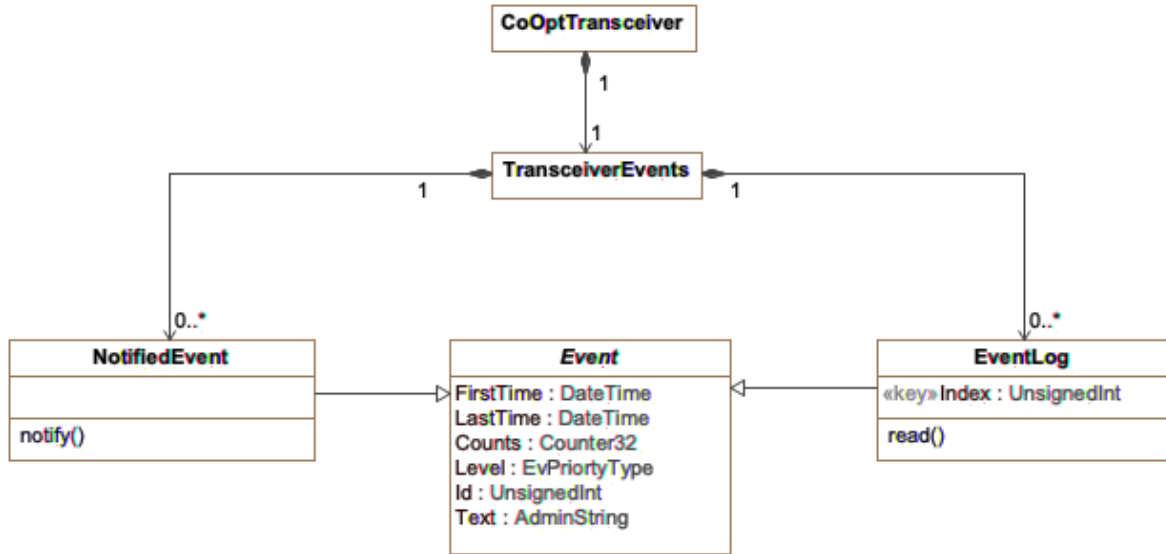 CoOptTransceiver
1
1
TransceiverEvents
1
1
0..*
0..*
NotifiedEvent
notify()
Event
FirstTime : DateTime
LastTime : DateTime
Counts : Counter32
Level : EvPriortyType
Id : UnsignedInt
Text : AdminString
EventLog
«key»Index : UnsignedInt
read()